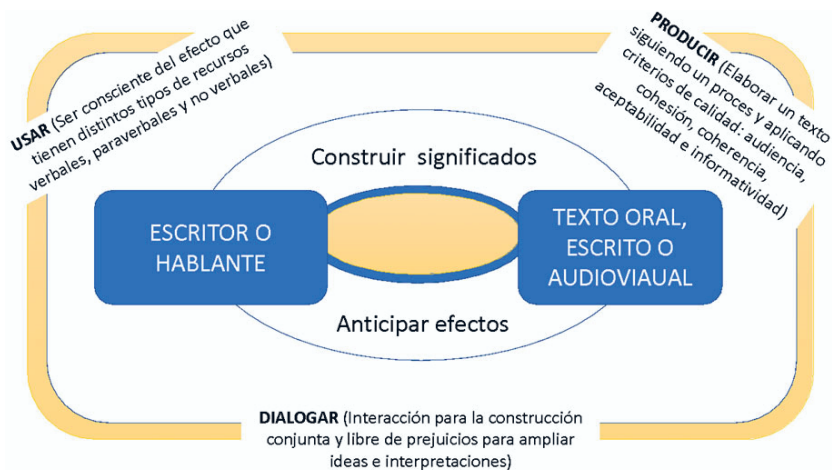 USAR (Ser consciente del efecto que
tienen distintos tipos de recursos
verbales, paraverbales y no verbales)
PRODUCIR (Elaborar un texto
siguiendo un proces y aplicando
criterios de calidad: audiencia,
cohesión, coherencia,
aceptabilidad e informatividad)
Construir significados
ESCRITOR O
HABLANTE
TEXTO ORAL,
ESCRITO O
AUDIOVIAUAL
Anticipar efectos
DIALOGAR (Interacción para la construcción
conjunta y libre de prejuicios para ampliar
ideas e interpretaciones)